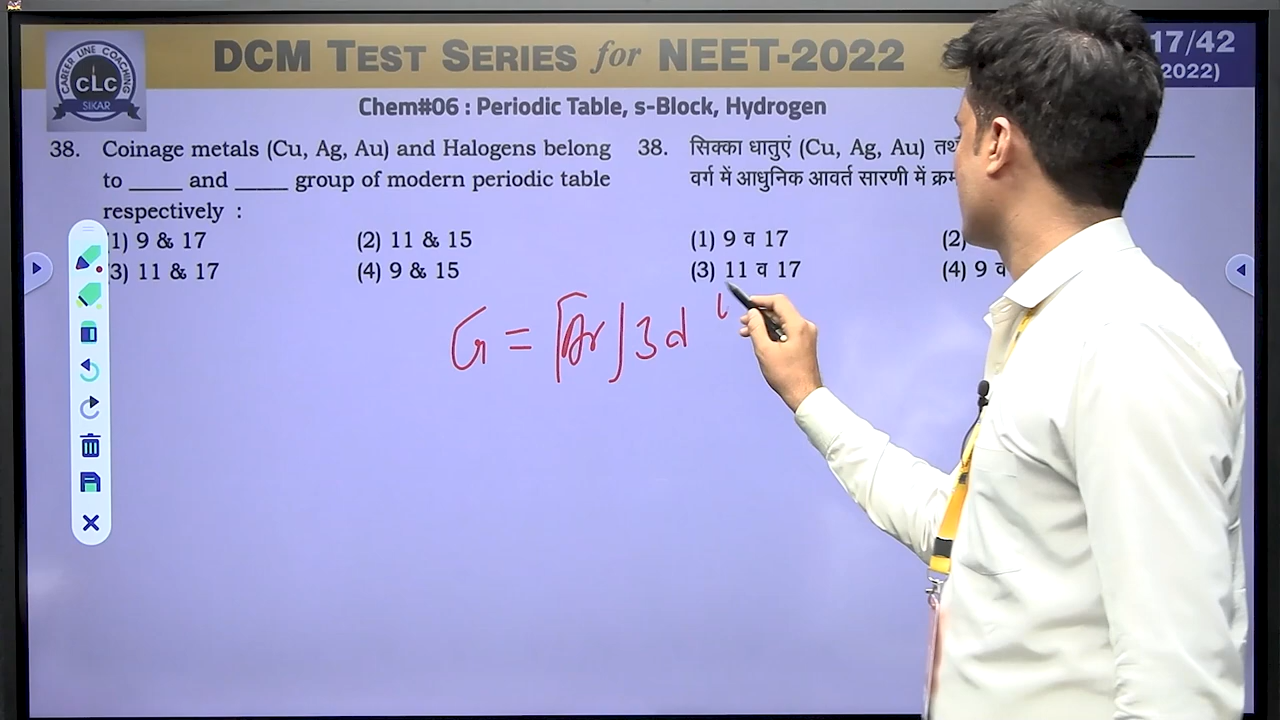 DCM TEST SERIES for NEET-2022
17/42
2022)
CAREER LINE COACHING
CLC
SIKAR
Chem#06 : Periodic Table, s-Block, Hydrogen
38. Coinage metals (Cu, Ag, Au) and Halogens belong
to _____ and _____ group of modern periodic table
respectively :
1) 9 & 17 (2) 11 & 15
3) 11 & 17 (4) 9 & 15
38. सिक्का धातुएं (Cu, Ag, Au)
वर्ग में आधुनिक आवर्त सारणी में
(1) 9 व 17 (2)
(3) 11 व 17 (4) 9 व
= [Ar] 3d